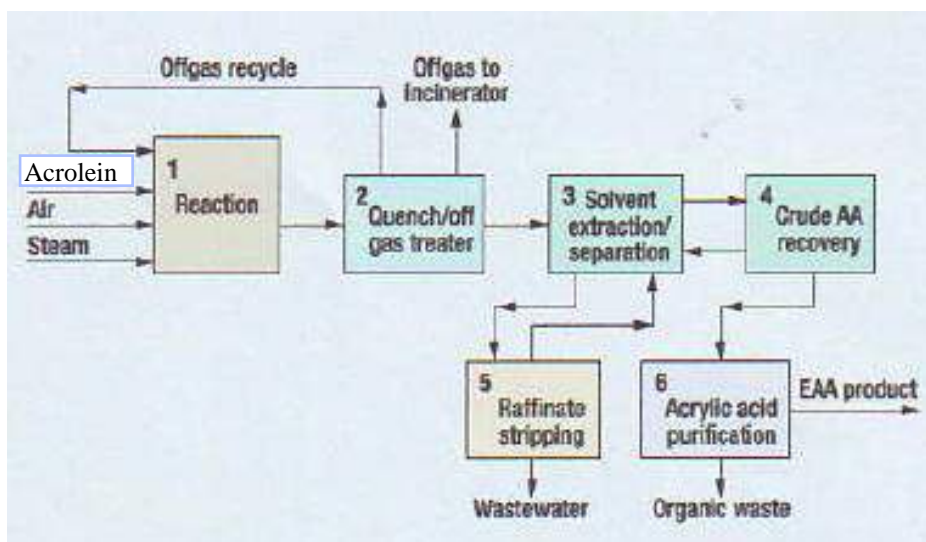 Offgas recycle
Offgas to
incinerator
Acrolein
Air
Steam
1
Reaction
2
Quench/off
gas treater
3 Solvent
extraction/
separation
4
Crude AA
recovery
5
Raffinate
stripping
6
Acrylic acid
purification
EAA product
Wastewater
Organic waste